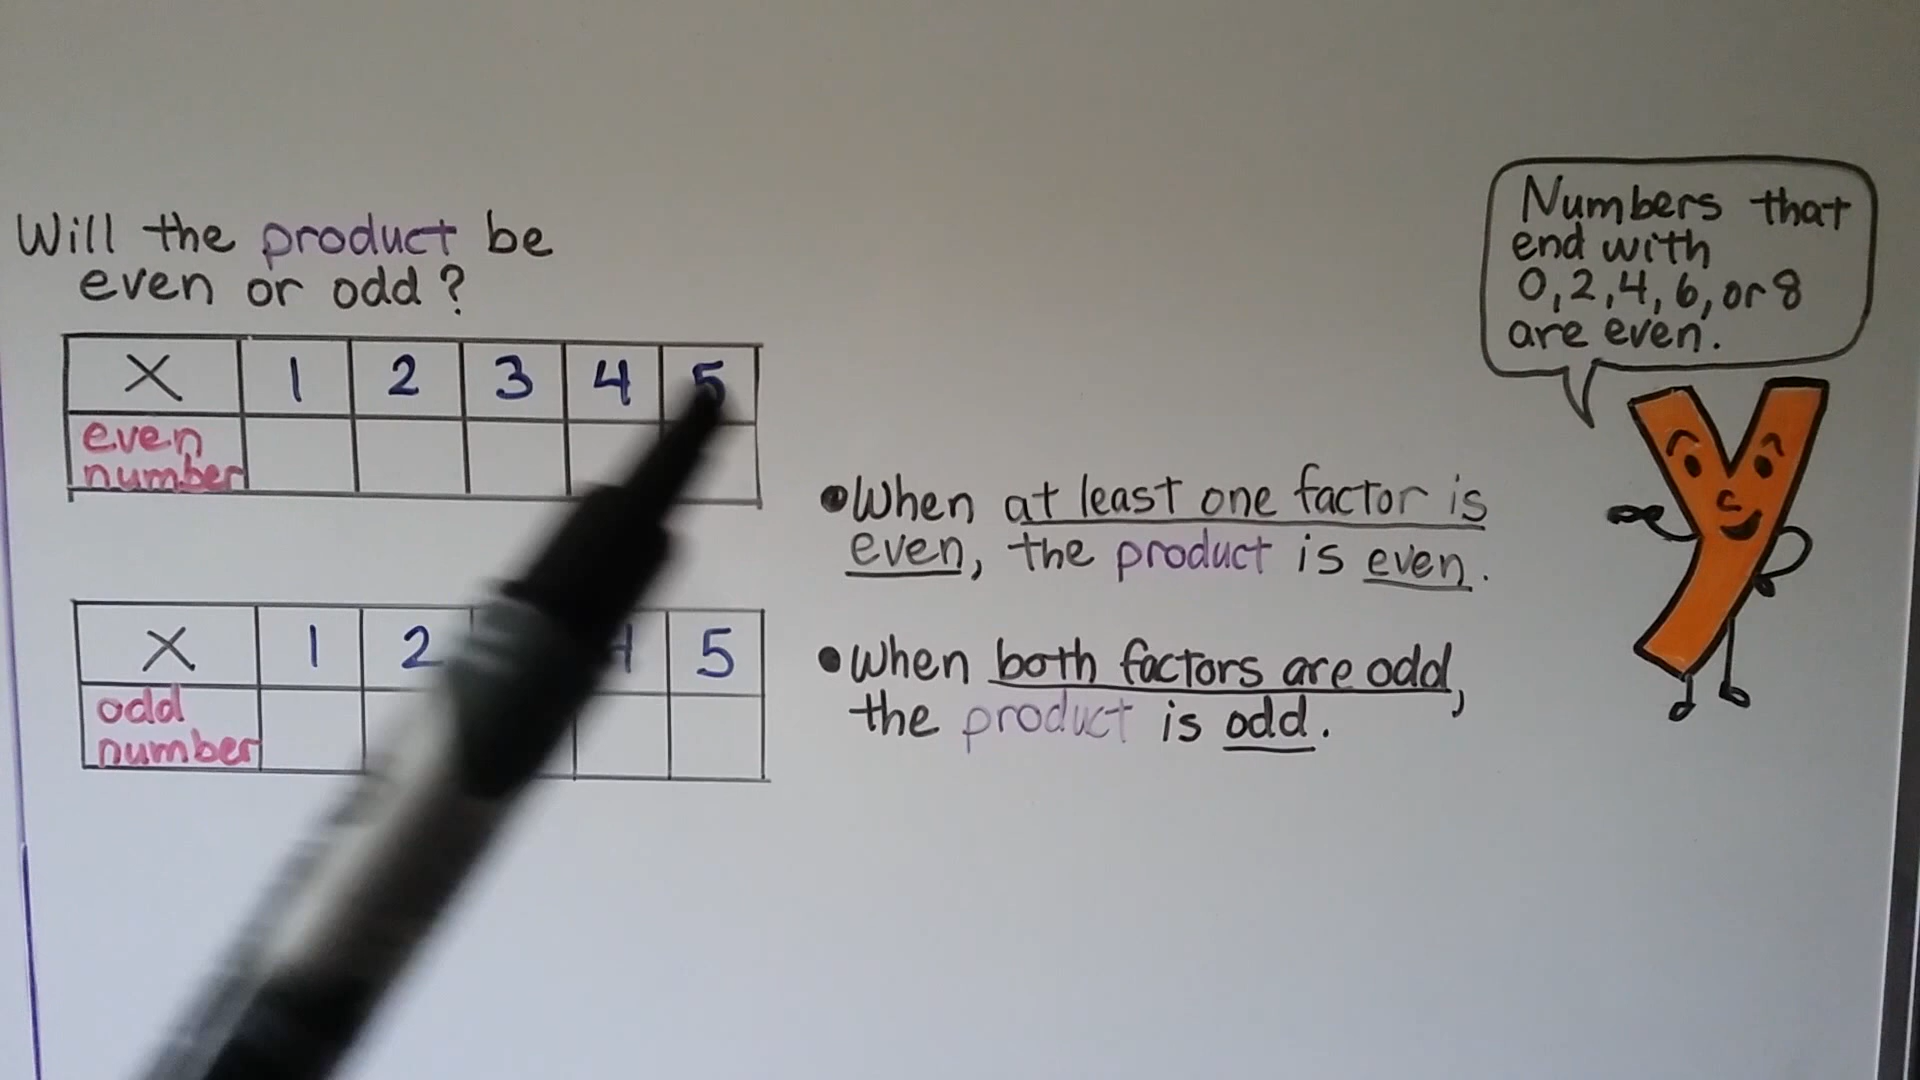 Will the product be
even or odd?
X 1 2 3 4 5
even
number
X 1 2 4 5
odd
number
• When at least one factor is
even, the product is even.
• When both factors are odd,
the product is odd.
Numbers that
end with
0, 2, 4, 6, or 8
are even.